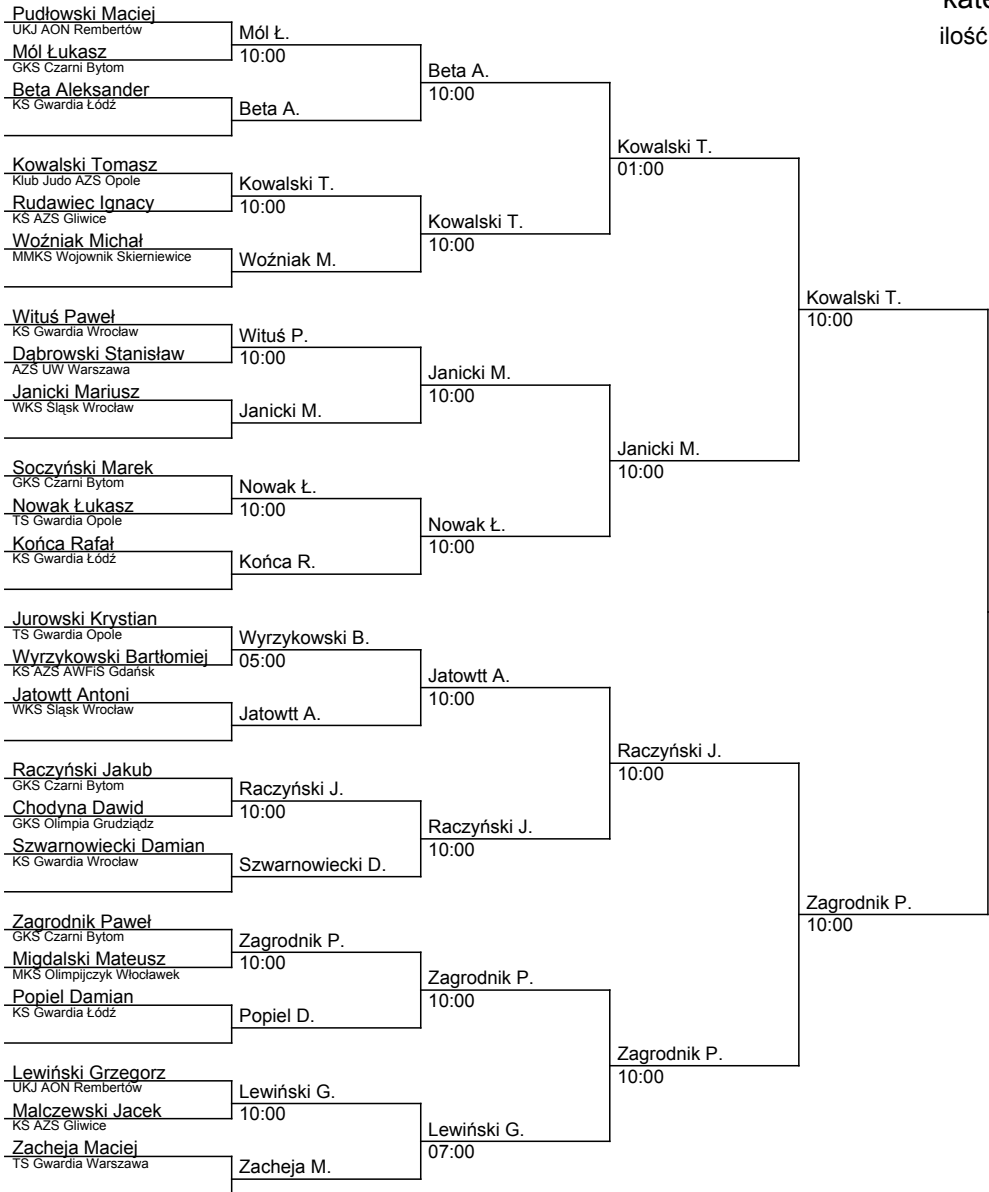 Pudłowski Maciej
UKJ AON Rembertów
Mól Łukasz
GKS Czarni Bytom
Beta Aleksander
KS Gwardia Łódź
Kowalski Tomasz
Klub Judo AZS Opole
Rudawiec Ignacy
KŚ AZS Gliwice
Woźniak Michał
MMKS Wojownik Skierniewice
Wituś Paweł
KS Gwardia Wrocław
Dąbrowski Stanisław
AZS UW Warszawa
Janicki Mariusz
WKS Śląsk Wrocław
Soczyński Marek
GKS Czarni Bytom
Nowak Łukasz
TS Gwardia Opole
Końca Rafał
KS Gwardia Łódź
Jurowski Krystian
TS Gwardia Opole
Wyrzykowski Bartłomiej
KS AZS AWFiS Gdańsk
Jatowtt Antoni
WKS Śląsk Wrocław
Raczyński Jakub
GKS Czarni Bytom
Chodyna Dawid
GKS Olimpia Grudziądz
Szwarnowiecki Damian
KS Gwardia Wrocław
Zagrodnik Paweł
GKS Czarni Bytom
Migdalski Mateusz
MKS Olimpijczyk Włocławek
Popiel Damian
KS Gwardia Łódź
Lewiński Grzegorz
UKJ AON Rembertów
Malczewski Jacek
KS AZS Gliwice
Zacheja Maciej
TS Gwardia Warszawa
Mól Ł.
10:00
Beta A.
Kowalski T.
10:00
Woźniak M.
Wituś P.
10:00
Janicki M.
Nowak Ł.
10:00
Końca R.
Wyrzykowski B.
05:00
Jatowtt A.
Raczyński J.
10:00
Szwarnowiecki D.
Zagrodnik P.
10:00
Popiel D.
Lewiński G.
10:00
Zacheja M.
Beta A.
10:00
Kowalski T.
10:00
Janicki M.
10:00
Nowak Ł.
10:00
Jatowtt A.
10:00
Raczyński J.
10:00
Zagrodnik P.
10:00
Lewiński G.
07:00
Kowalski T.
01:00
Janicki M.
10:00
Raczyński J.
10:00
Zagrodnik P.
10:00
Kowalski T.
10:00
Zagrodnik P.
10:00
ilość